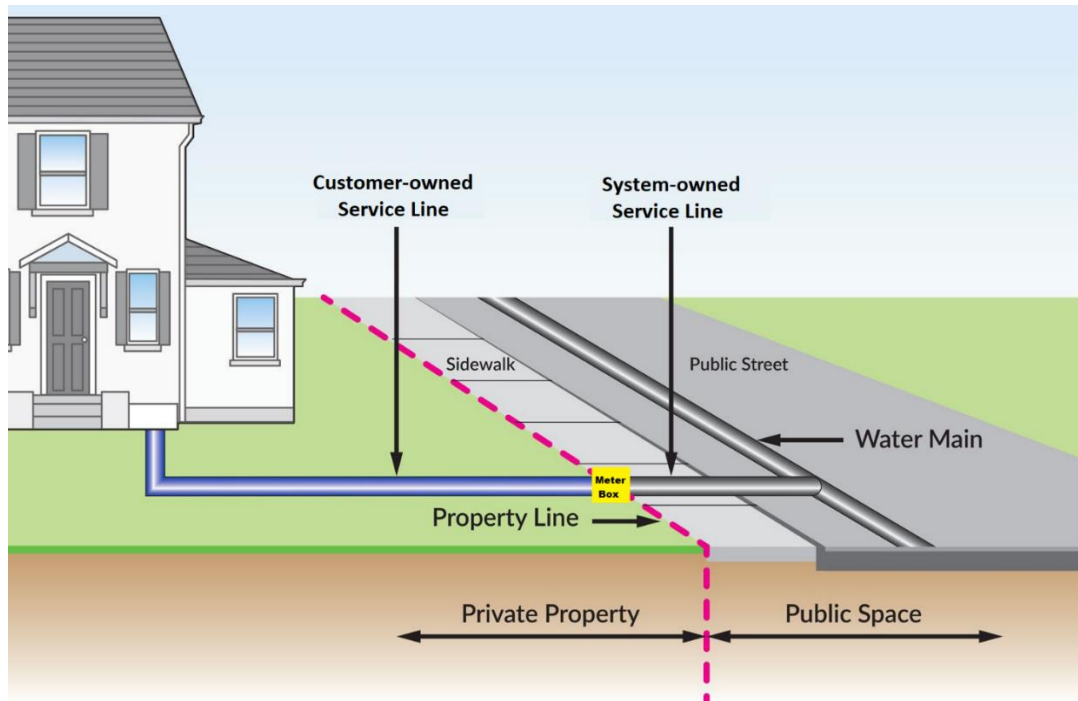 Customer-owned
Service Line
System-owned
Service Line
Sidewalk
Public Street
Water Main
Meter
Box
Property Line
Private Property
Public Space